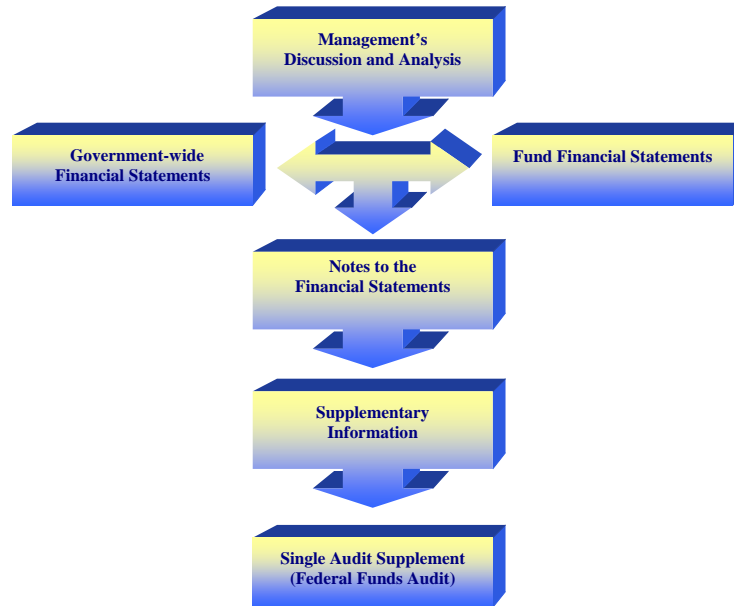 Management's
Discussion and Analysis
Government-wide
Financial Statements
Fund Financial Statements
Notes to the
Financial Statements
Supplementary
Information
Single Audit Supplement
(Federal Funds Audit)